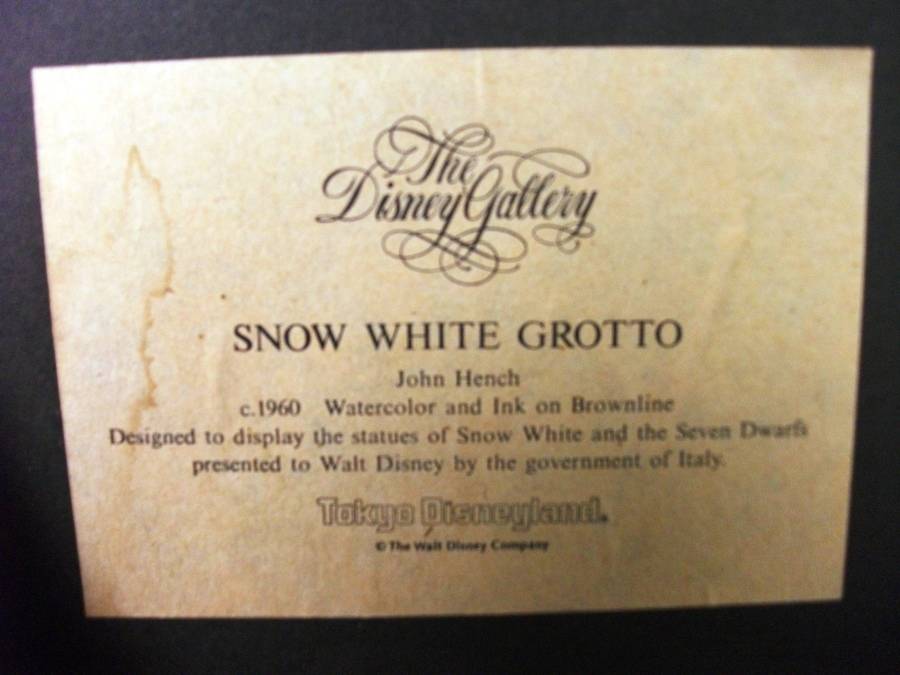 The
Disney Gallery
SNOW WHITE GROTTO
John Hench
c.1960 Watercolor and Ink on Brownline
Designed to display the statues of Snow White and the Seven Dwarfs
presented to Walt Disney by the government of Italy.
Tokyo Disneyland.
© The Walt Disney Company